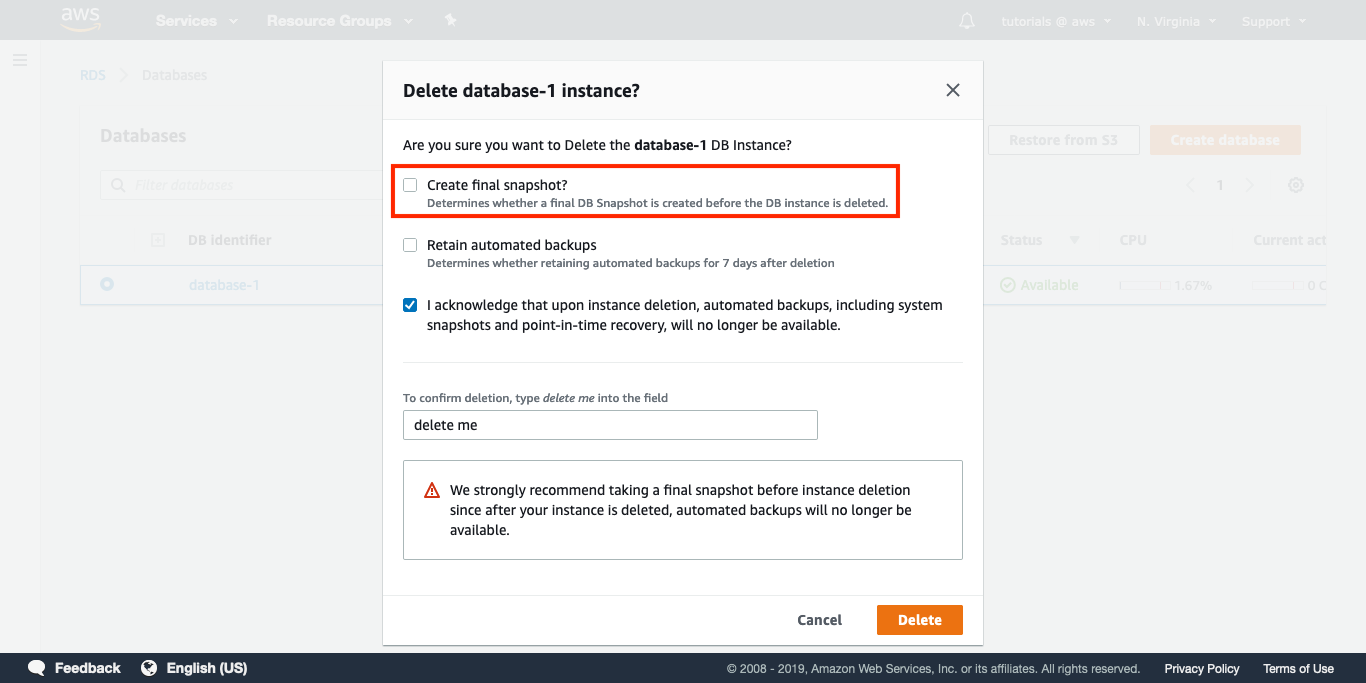 aws
Services
Resource Groups
tutorials @ aws
N. Virginia
Support
RDS
Databases
Delete database-1 instance?
Databases
Restore from S3
Create database
Are you sure you want to Delete the database-1 DB Instance?
Filter databases
Create final snapshot?
1
Determines whether a final DB Snapshot is created before the DB instance is deleted.
DB identifier
Retain automated backups
Status
CPU
Current act
Determines whether retaining automated backups for 7 days after deletion
database-1
Available
1.67%
0 C
I acknowledge that upon instance deletion, automated backups, including system
snapshots and point-in-time recovery, will no longer be available.
To confirm deletion, type delete me into the field
delete me
We strongly recommend taking a final snapshot before instance deletion
since after your instance is deleted, automated backups will no longer be
available.
Cancel
Delete
Feedback
English (US)
© 2008 - 2019, Amazon Web Services, Inc. or its affiliates. All rights reserved.
Privacy Policy
Terms of Use